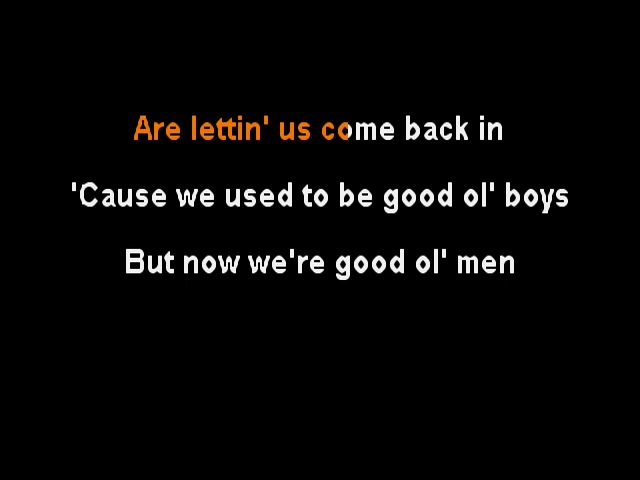 Are lettin' us come back in
'Cause we used to be good ol' boys
But now we're good ol' men